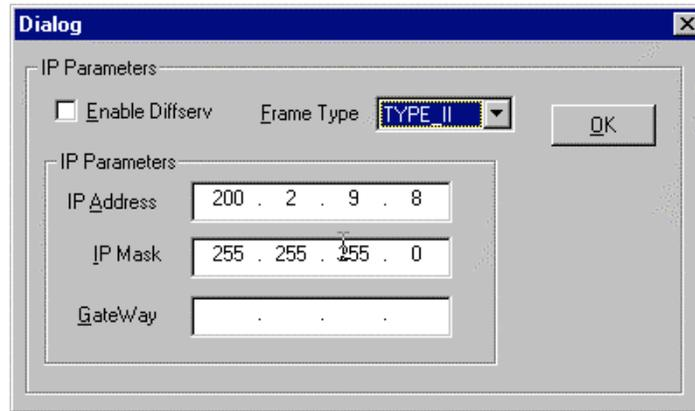 Dialog
IP Parameters
Enable Diffserv Frame Type TYPE_II OK
IP Parameters
IP Address 200 . 2 . 9 . 8
IP Mask 255 . 255 . 255 . 0
GateWay . . .